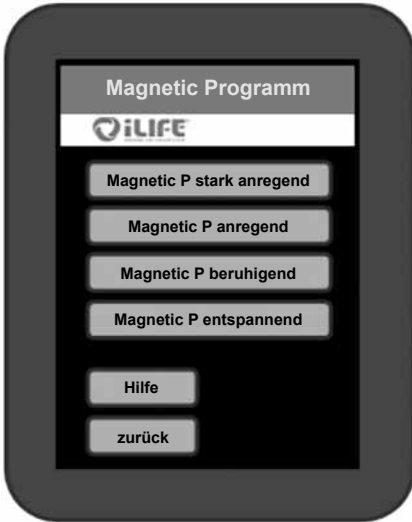 Magnetic Programm
iLIFE
Magnetic P stark anregend
Magnetic P anregend
Magnetic P beruhigend
Magnetic P entspannend
Hilfe
zurück